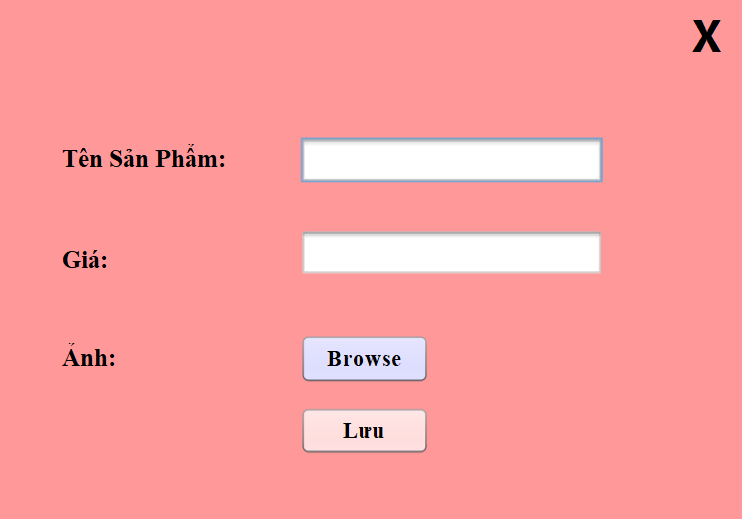 X
Tên Sản Phẩm:
Giá:
Ảnh:
Browse
Lưu